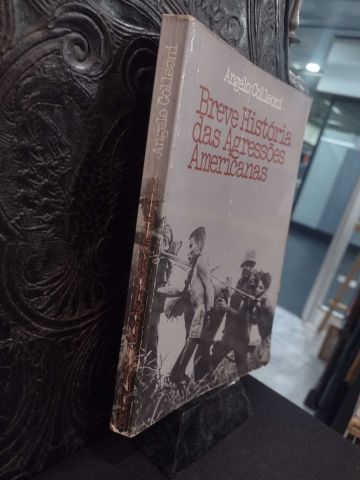 Angelo Colleoni
Angelo Colleoni
Breve História
das Agressões
Americanas